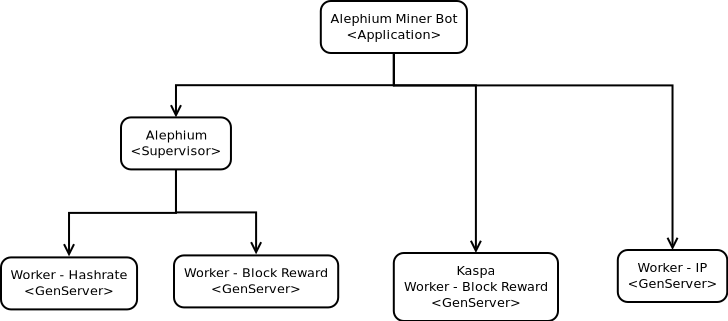 Alephium Miner Bot
<Application>
Alephium
<Supervisor>
Worker - Hashrate
<GenServer>
Worker - Block Reward
<GenServer>
Kaspa
Worker - Block Reward
<GenServer>
Worker - IP
<GenServer>